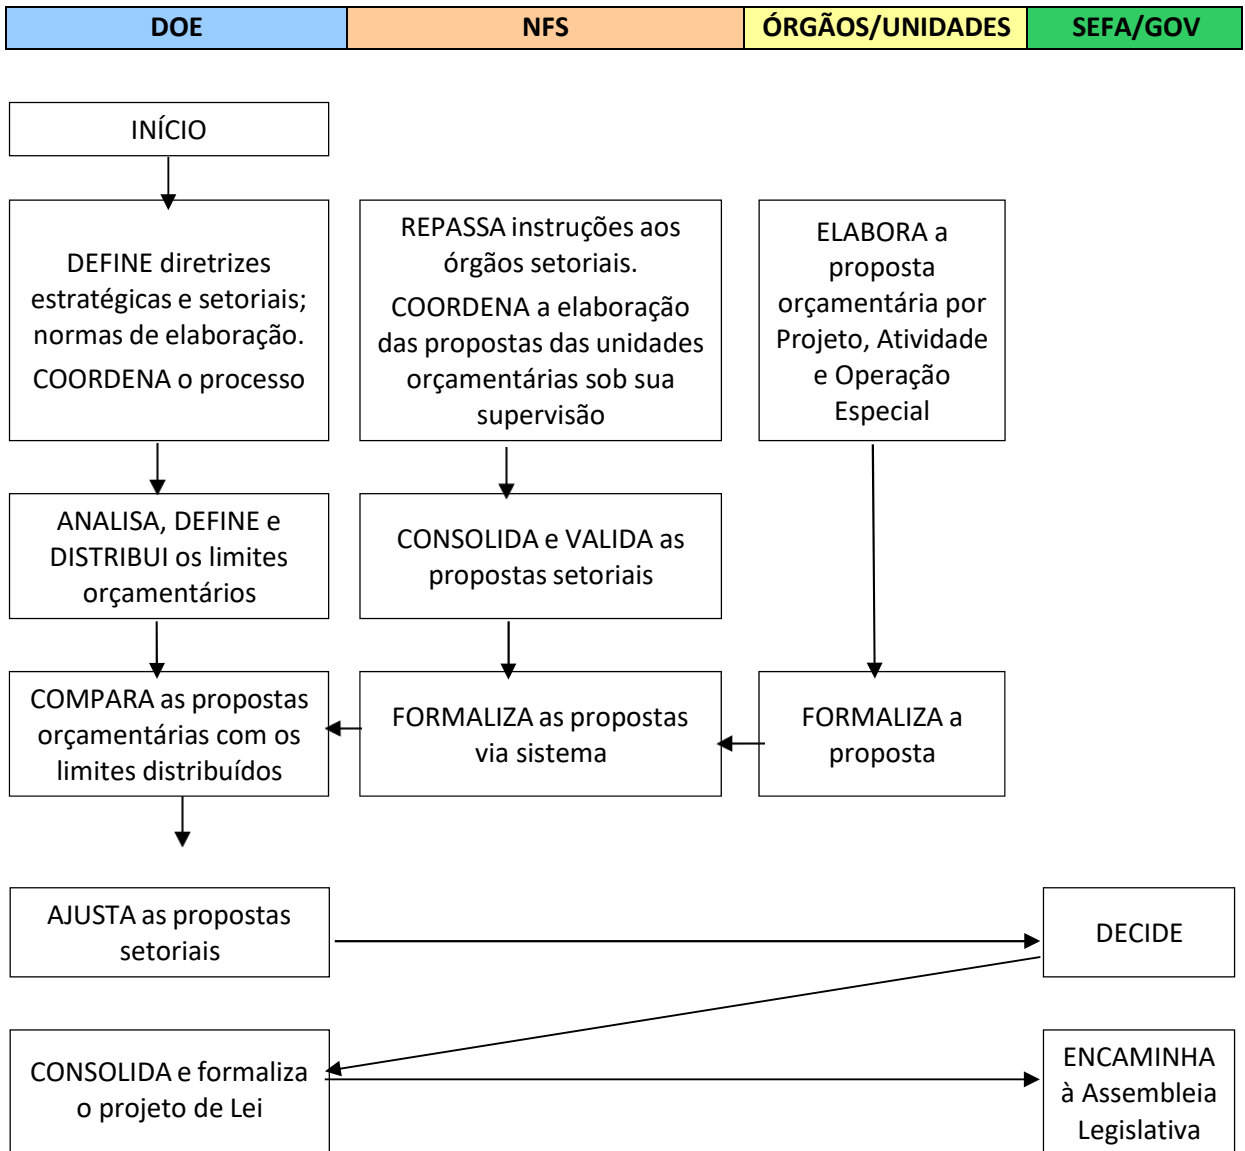 DOE
NFS
ÓRGÃOS/UNIDADES
SEFA/GOV
INÍCIO
DEFINE diretrizes
estratégicas e setoriais;
normas de elaboração.
COORDENA o processo
REPASSA instruções aos
órgãos setoriais.
COORDENA a elaboração
das propostas das unidades
orçamentárias sob sua
supervisão
ELABORA a
proposta
orçamentária por
Projeto, Atividade
e Operação
Especial
ANALISA, DEFINE e
DISTRIBUI os limites
orçamentários
CONSOLIDA e VALIDA as
propostas setoriais
COMPARA as propostas
orçamentárias com os
limites distribuídos
FORMALIZA as propostas
via sistema
FORMALIZA a
proposta
AJUSTA as propostas
setoriais
DECIDE
CONSOLIDA e formaliza
o projeto de Lei
ENCAMINHA
à Assembleia
Legislativa